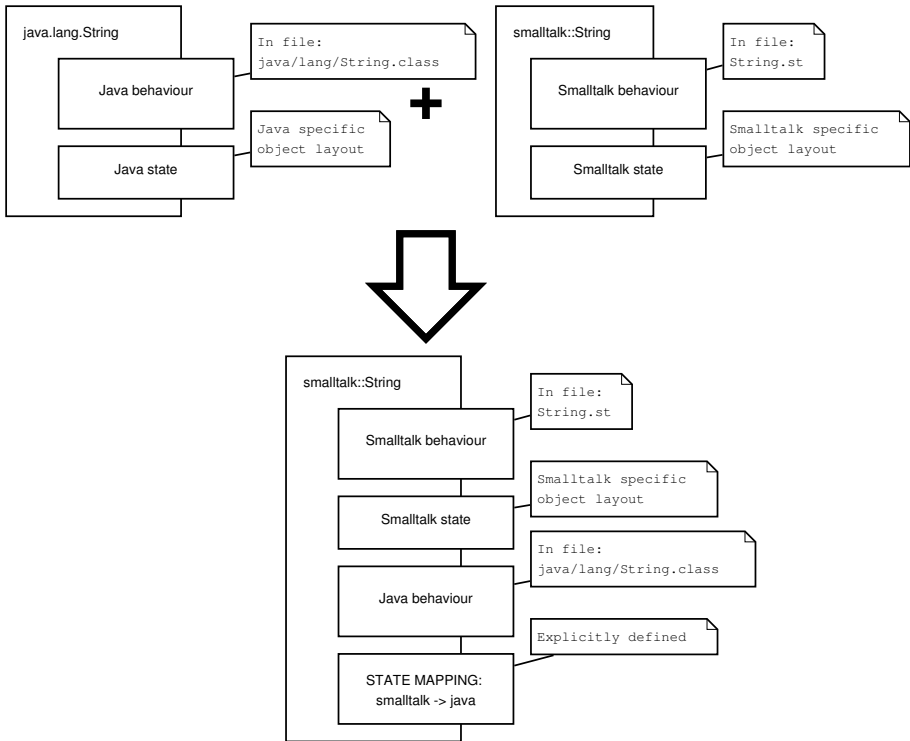 java.lang.String
In file:
java/lang/String.class
Java behaviour
Java specific
object layout
Java state
+
smalltalk::String
In file:
String.st
Smalltalk behaviour
Smalltalk specific
object layout
Smalltalk state
smalltalk::String
In file:
String.st
Smalltalk behaviour
Smalltalk specific
object layout
Smalltalk state
In file:
java/lang/String.class
Java behaviour
Explicitly defined
STATE MAPPING:
smalltalk -> java